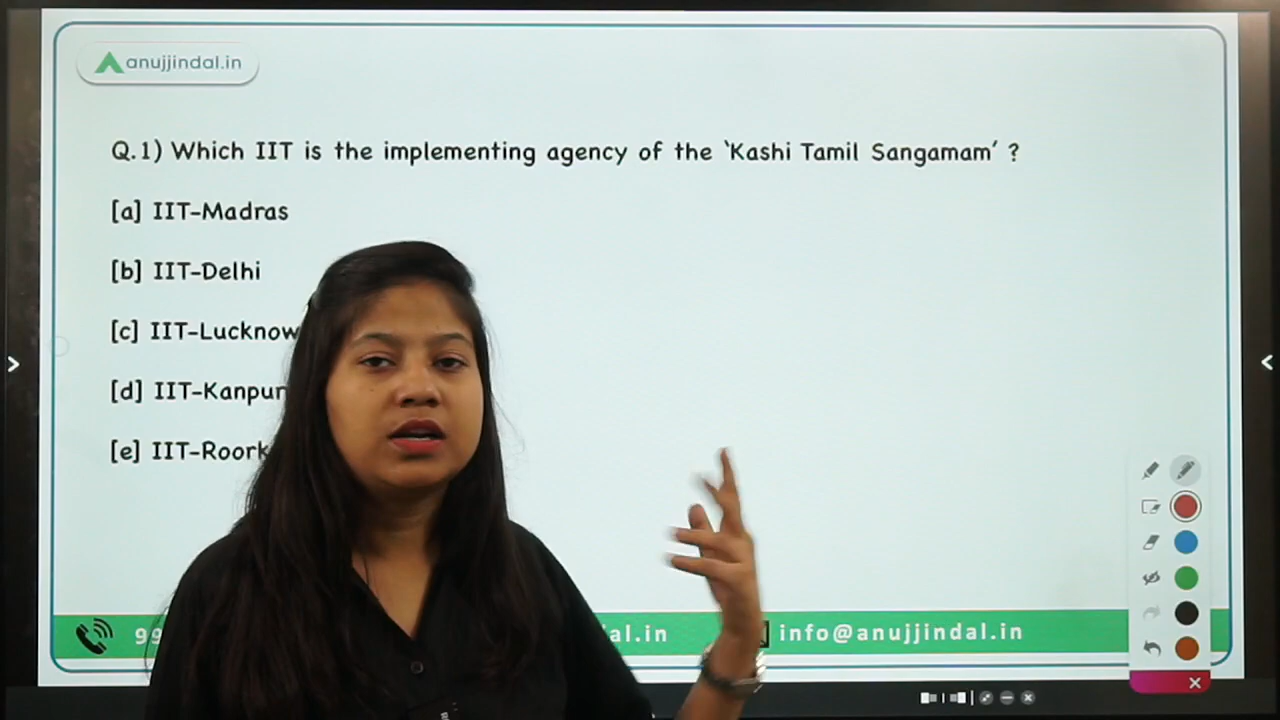 anujjindal.in
Q.1) Which IIT is the implementing agency of the ‘Kashi Tamil Sangamam’ ?
[a] IIT-Madras
[b] IIT-Delhi
[c] IIT-Lucknow
[d] IIT-Kanpur
[e] IIT-Roork
99 al.in info@anujjindal.in